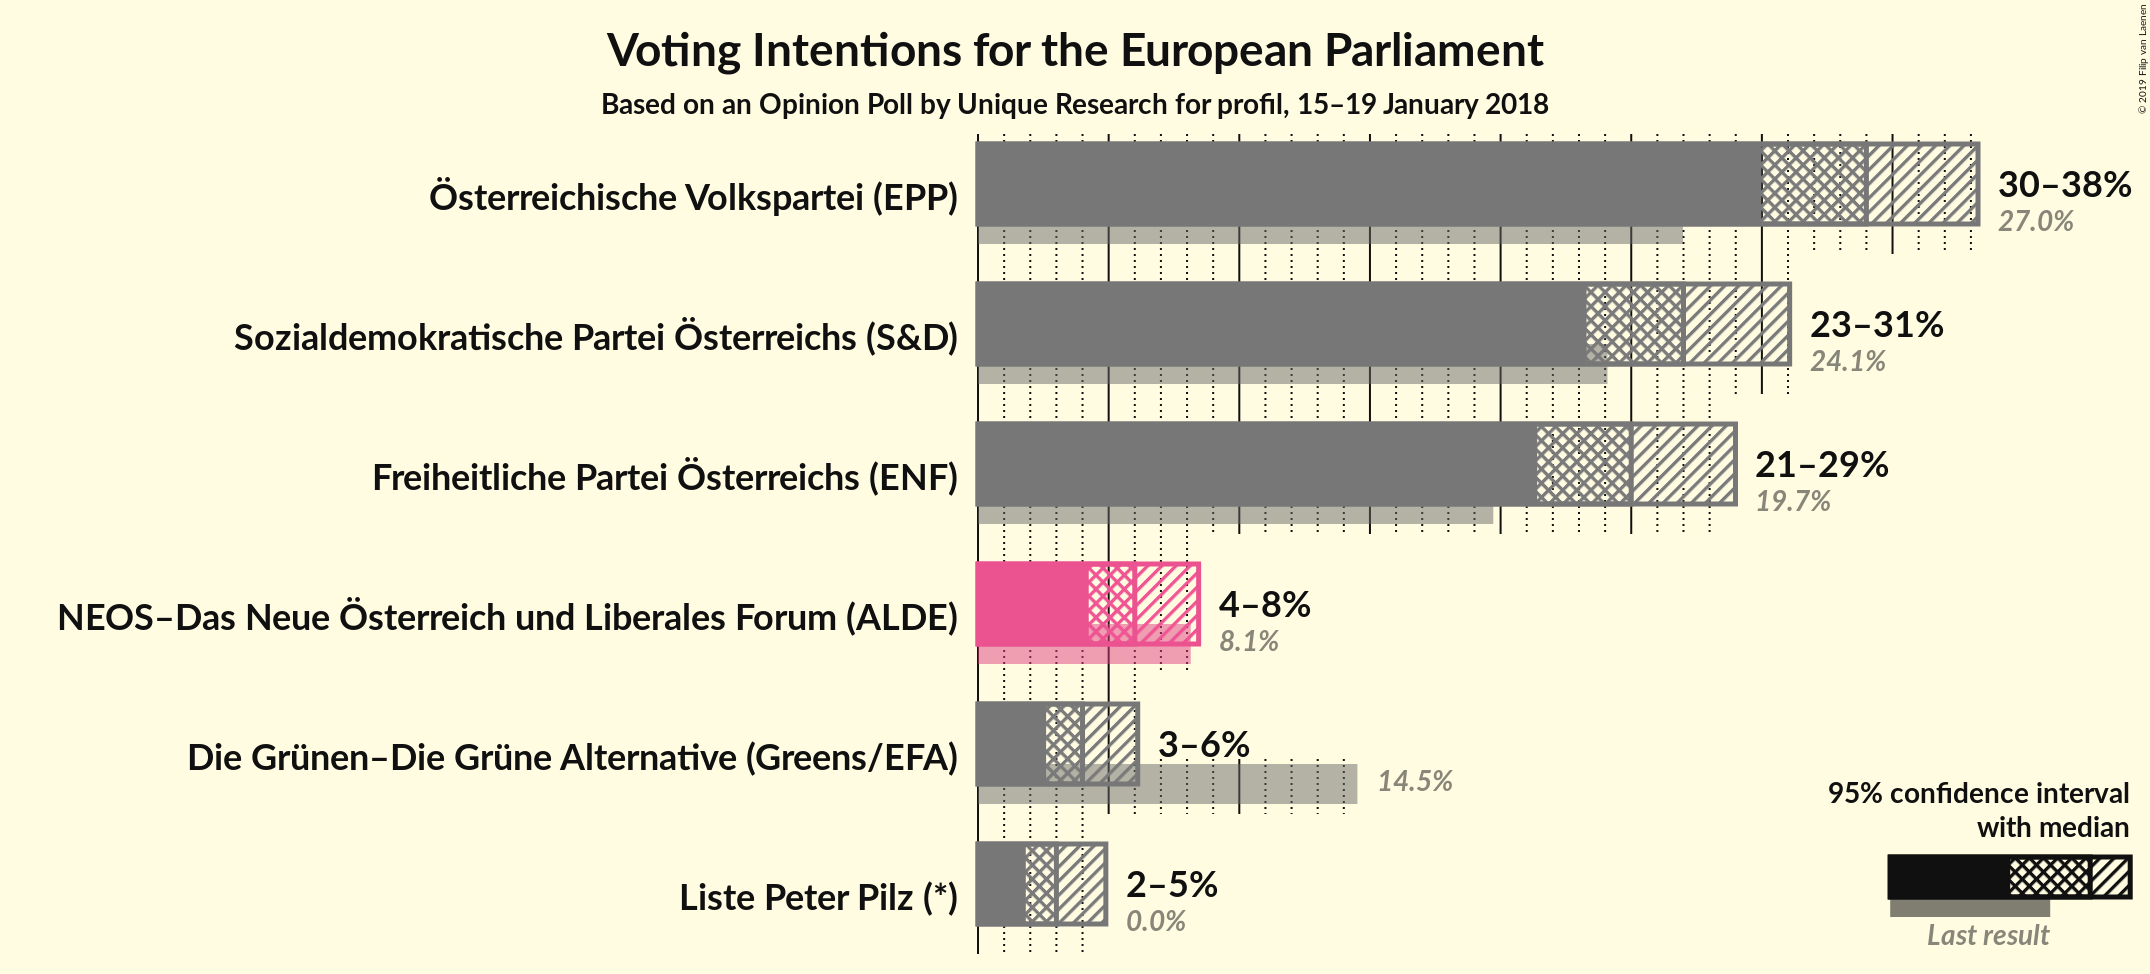 Voting Intentions for the European Parliament
Based on an Opinion Poll by Unique Research for profil, 15–19 January 2018
© 2019 Filip van Laenen
Österreichische Volkspartei (EPP)
30–38%
27.0%
Sozialdemokratische Partei Österreichs (S&D)
23–31%
24.1%
Freiheitliche Partei Österreichs (ENF)
21–29%
19.7%
NEOS–Das Neue Österreich und Liberales Forum (ALDE)
4–8%
8.1%
Die Grünen–Die Grüne Alternative (Greens/EFA)
3–6%
14.5%
Liste Peter Pilz (*)
2–5%
0.0%
95% confidence interval
with median
Last result